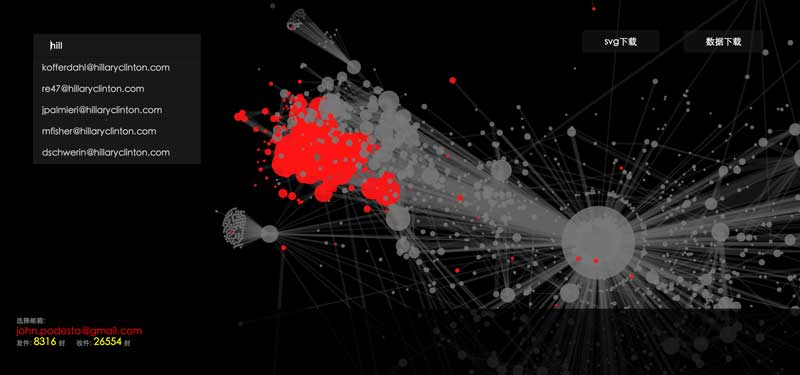 hill
svg下载
数据下载
kofferdahl@hillaryclinton.com
re47@hillaryclinton.com
jpalmieri@hillaryclinton.com
mfisher@hillaryclinton.com
dschwerin@hillaryclinton.com
选择邮箱:
john.podesta@gmail.com
发件: 8316 封 收件: 26554 封